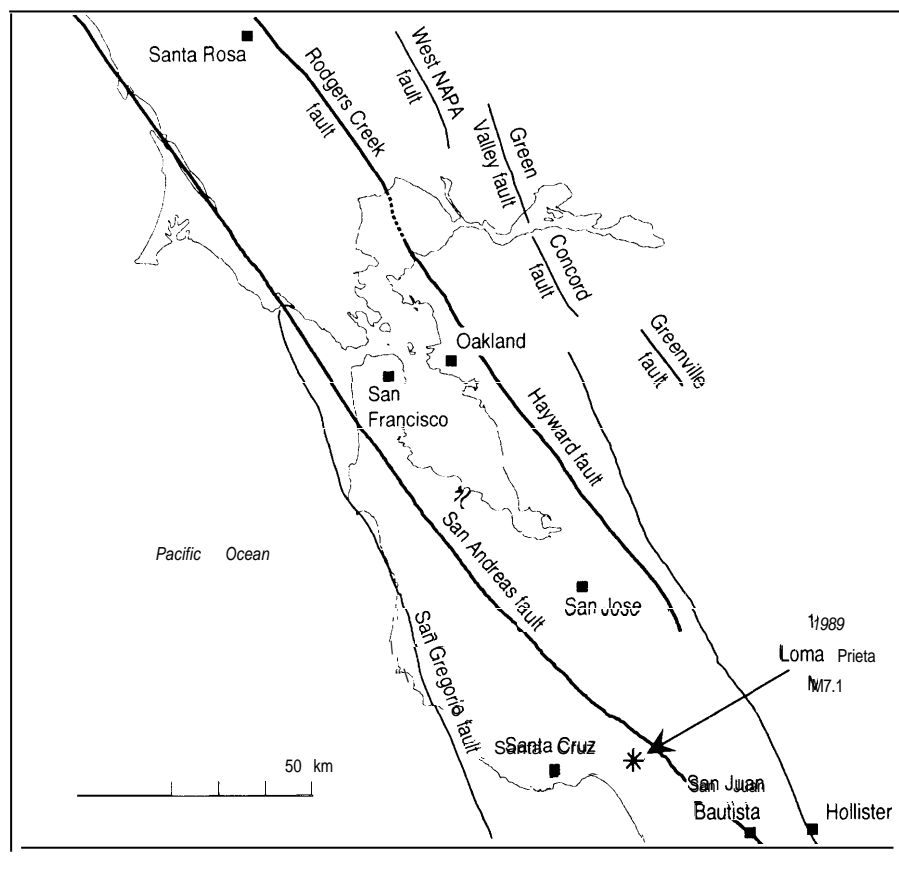 Santa Rosa
Rodgers Creek
fault
West NAPA
fault
Green
Valley fault
Concord
fault
Greenville
fault
Oakland
San
Francisco
Hayward fault
San Andreas fault
Pacific Ocean
San Jose
San Gregorio fault
1989
Loma Prieta
M7.1
Santa Cruz
50 km
San Juan
Bautista
Hollister